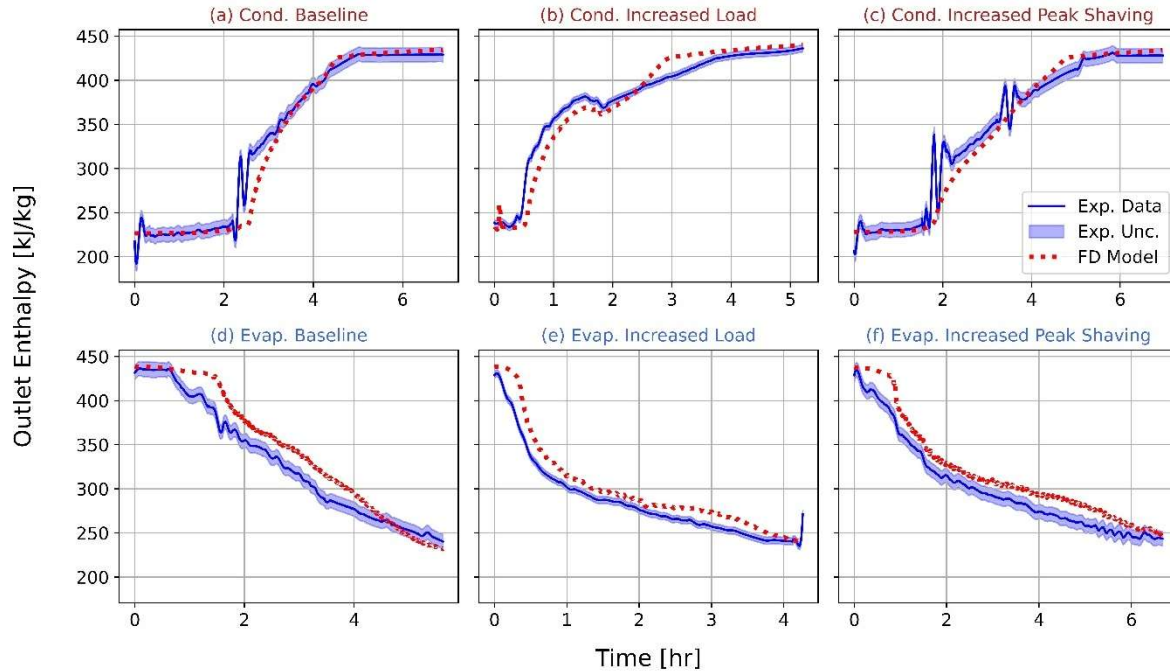 (a) Cond. Baseline
(b) Cond. Increased Load
(c) Cond. Increased Peak Shaving
450
400
350
300
250
200
0 2 4 6
0 1 2 3 4 5
0 2 4 6
Exp. Data
Exp. Unc.
FD Model
Outlet Enthalpy [kJ/kg]
(d) Evap. Baseline
(e) Evap. Increased Load
(f) Evap. Increased Peak Shaving
450
400
350
300
250
200
0 2 4
0 1 2 3 4
0 2 4 6
Time [hr]